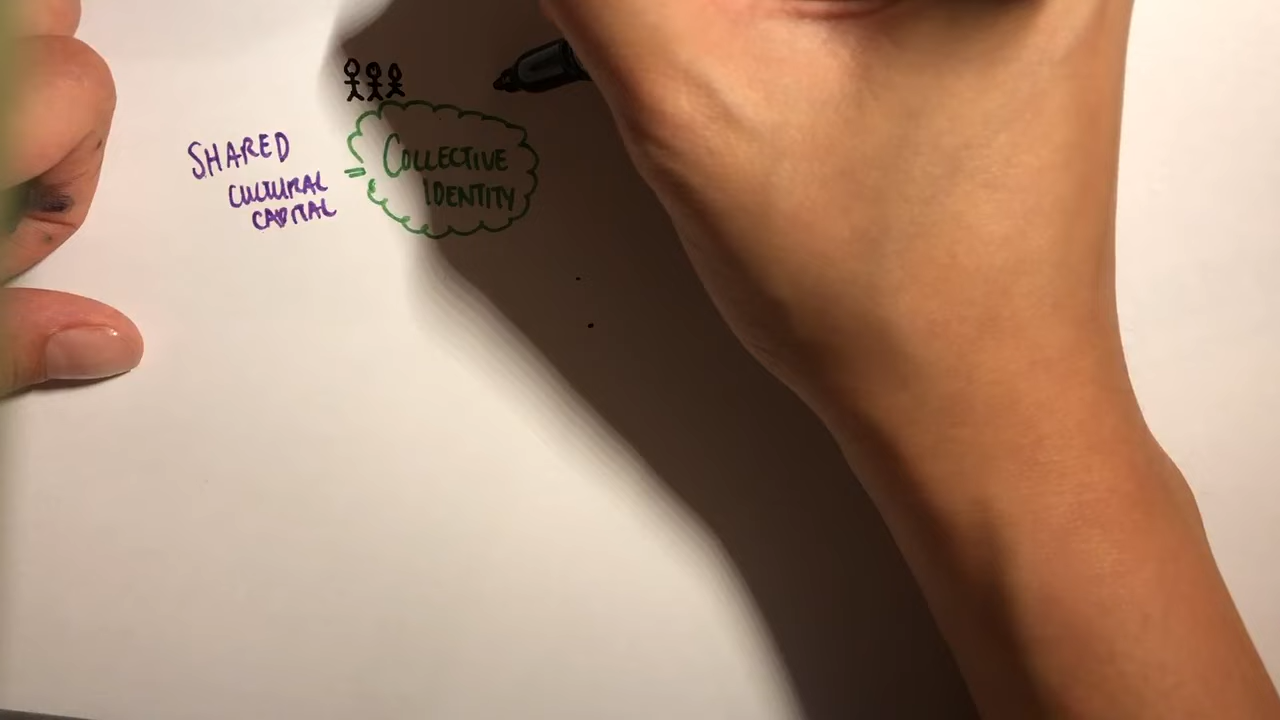 SHARED
CULTURAL
CAPITAL
=
COLLECTIVE
IDENTITY